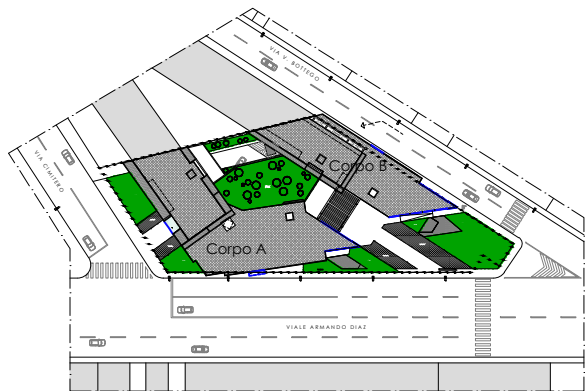 VIA V. BOTTEGO
VIA CIMITERO
Corpo B
Corpo A
VIALE ARMANDO DIAZ